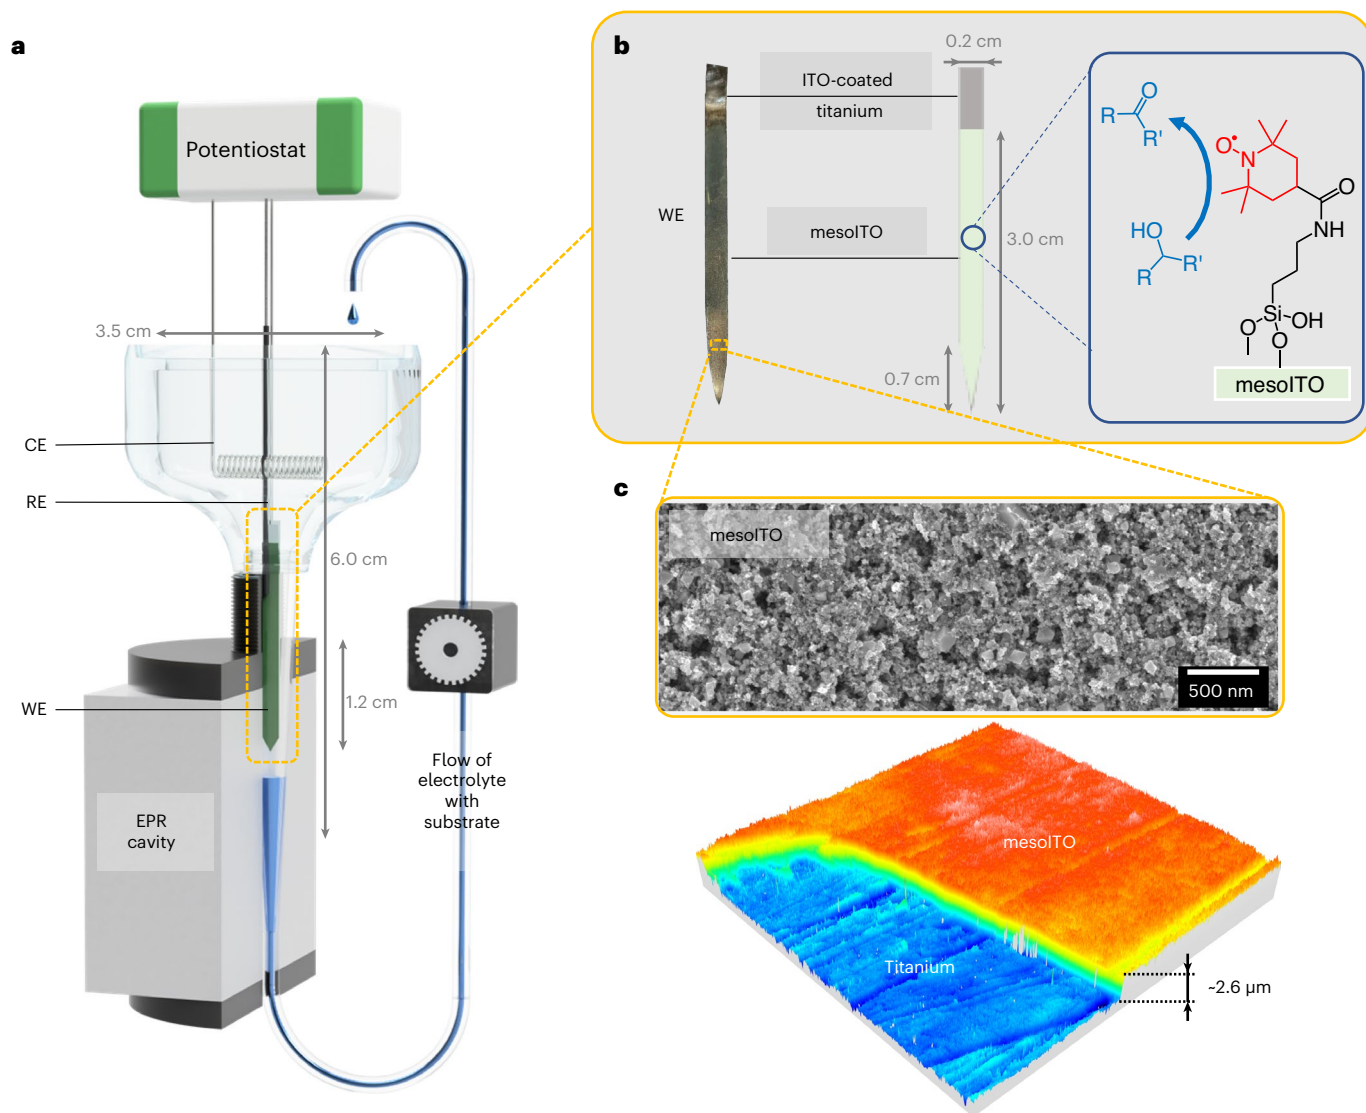 a
Potentiostat
3.5 cm
CE
RE
6.0 cm
1.2 cm
WE
EPR
cavity
Flow of
electrolyte
with
substrate
b
0.2 cm
ITO-coated
titanium
WE
mesoITO
3.0 cm
0.7 cm
O
R
R'
HO
R
R'
O•
N
O
NH
Si
O
OH
O
mesoITO
c
mesoITO
500 nm
mesoITO
Titanium
~2.6 µm